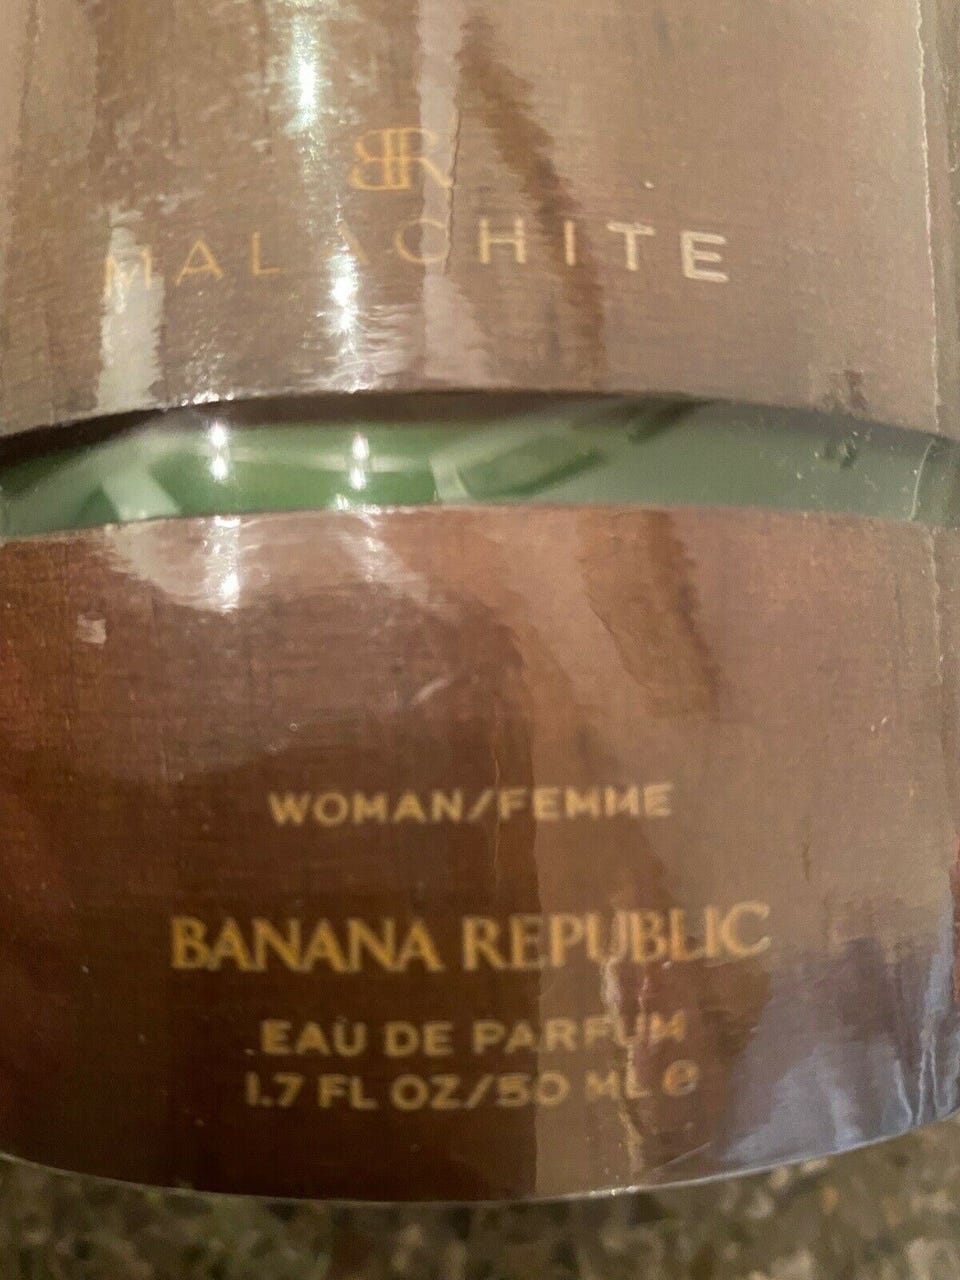 BR
MALACHITE
WOMAN/FEMME
BANANA REPUBLIC
EAU DE PARFUM
1.7 FL OZ/50 ML ℮